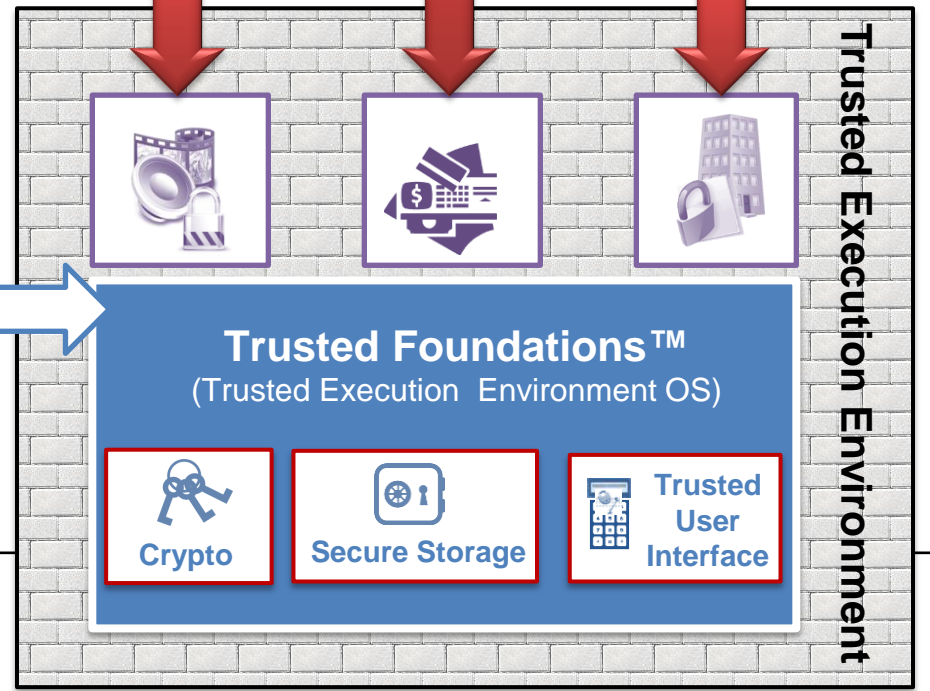 Trusted Execution Environment
Trusted Foundations™
(Trusted Execution Environment OS)
Crypto
Secure Storage
Trusted
User
Interface
$